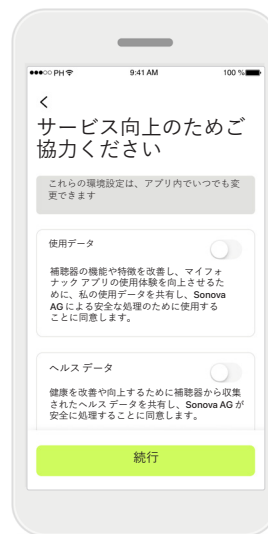 ●●●○○ PH 9:41 AM 100 %
サービス向上のためご
協力ください
これらの環境設定は、アプリ内でいつでも変
更できます
使用データ
補聴器の機能や特徴を改善し、マイフォ
ナック アプリの使用体験を向上させるた
めに、私の使用データを共有し、Sonova
AG による安全な処理のために使用する
ことに同意します。
ヘルス データ
健康を改善や向上するために補聴器から収集
されたヘルス データを共有し、Sonova AG が
安全に処理することに同意します。
続行